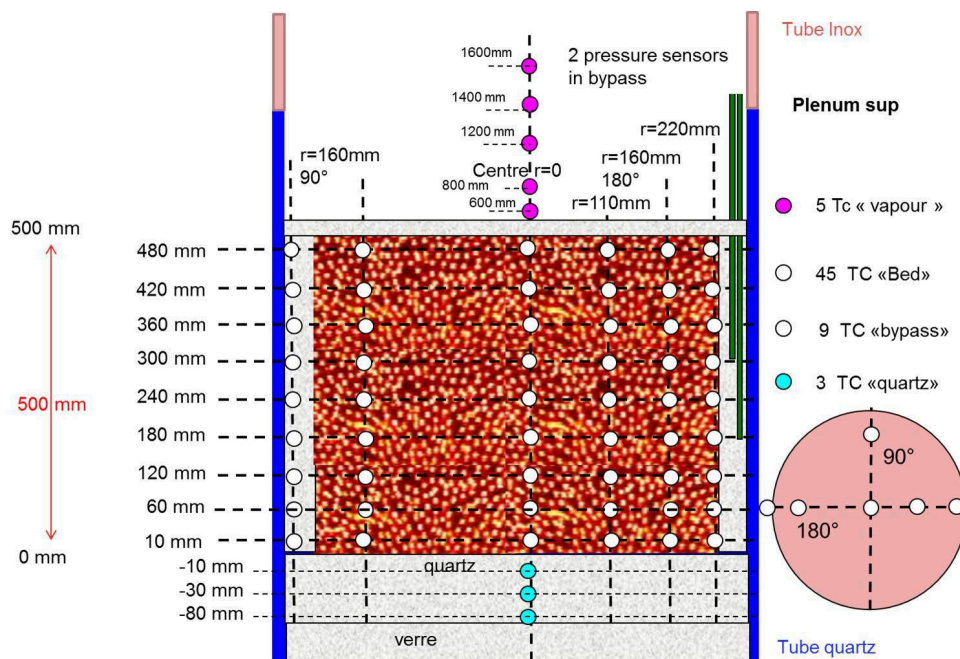 Tube Inox
1600mm
2 pressure sensors
in bypass
1400 mm
Plenum sup
1200 mm
r=220mm
r=160mm
90°
Centre r=0
r=160mm
180°
800 mm
600 mm
r=110mm
5 Tc « vapour »
500 mm
480 mm
45 TC «Bed»
420 mm
360 mm
9 TC «bypass»
300 mm
3 TC «quartz»
500 mm
240 mm
180 mm
90°
120 mm
60 mm
180°
10 mm
0 mm
-10 mm
quartz
-30 mm
-80 mm
verre
Tube quartz